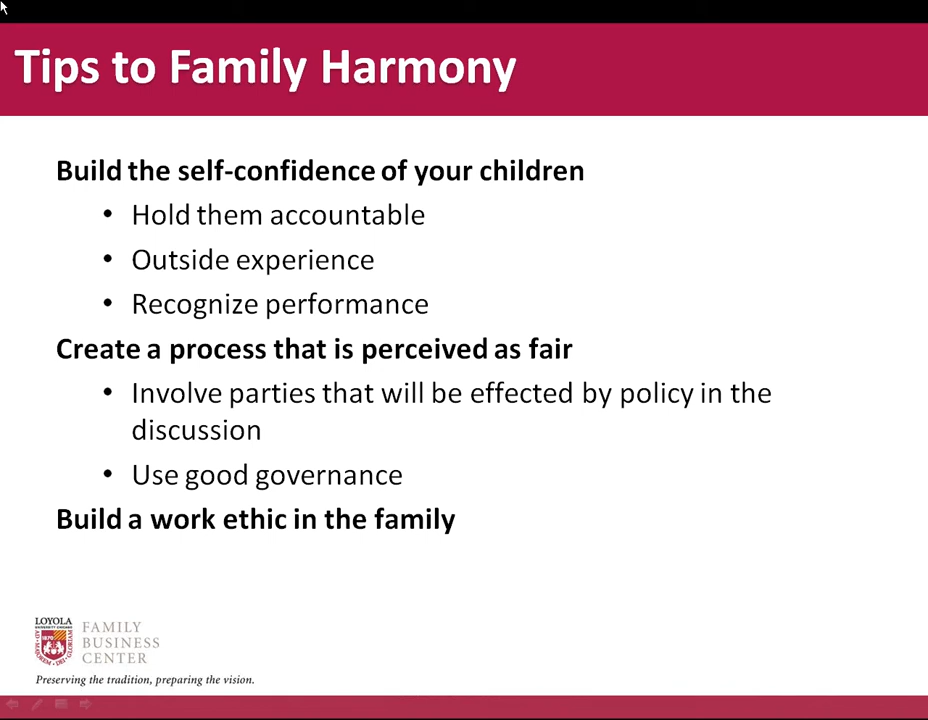 Tips to Family Harmony
Build the self-confidence of your children
• Hold them accountable
• Outside experience
• Recognize performance
Create a process that is perceived as fair
• Involve parties that will be effected by policy in the
discussion
• Use good governance
Build a work ethic in the family
LOYOLA
FAMILY
BUSINESS
CENTER
Preserving the tradition, preparing the vision.